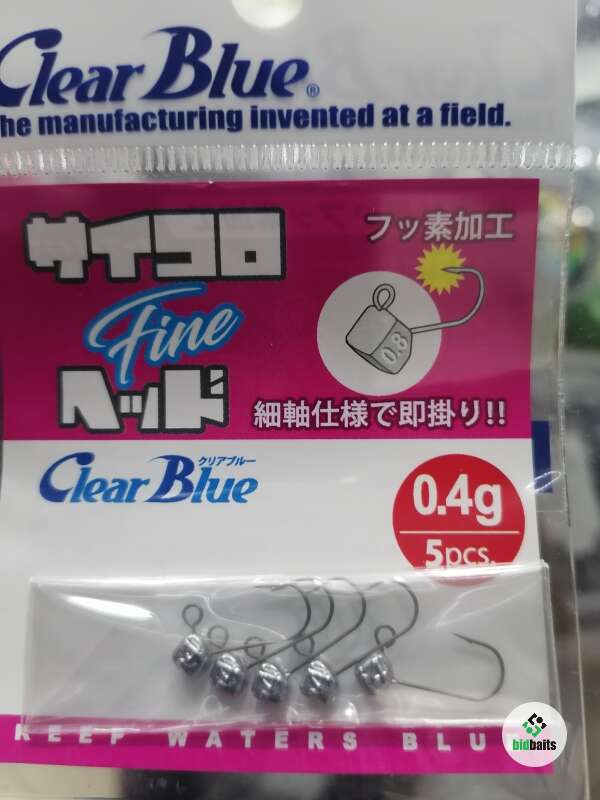 Clear Blue®
he manufacturing invented at a field.
サイコロ
Fine
ヘッド
フッ素加工
0.8
細軸仕様で即掛り!!
クリアブルー
Clear Blue
0.4g
5pcs.
KEEP WATERS BLUE
bidbaits